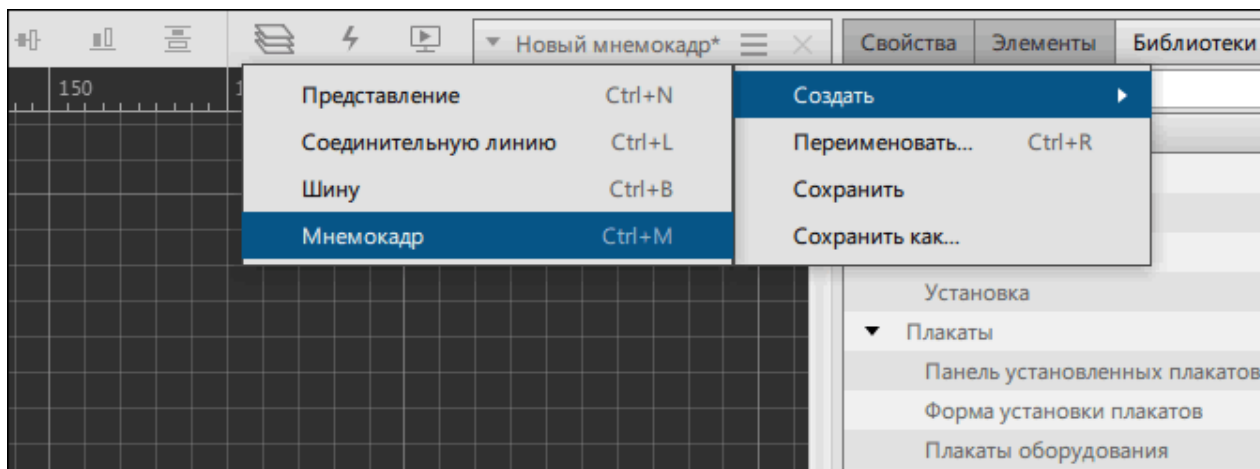 Новый мнемокадр*
Свойства
Элементы
Библиотеки
150
1
Представление Ctrl+N
Соединительную линию Ctrl+L
Шину Ctrl+B
Мнемокадр Ctrl+M
Создать
Переименовать... Ctrl+R
Сохранить
Сохранить как...
Установка
Плакаты
Панель установленных плакатов
Форма установки плакатов
Плакаты оборудования